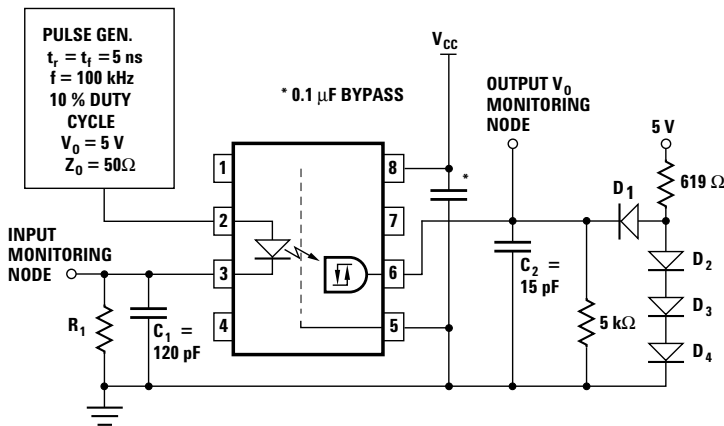 PULSE GEN.
t_r = t_f = 5 ns
f = 100 kHz
10 % DUTY
CYCLE
V_O = 5 V
Z_O = 50Ω
V_CC
* 0.1 µF BYPASS
OUTPUT V_O
MONITORING
NODE
5 V
619 Ω
D_1
D_2
D_3
D_4
1
2
3
4
8
7
6
5
*
INPUT
MONITORING
NODE
R_1
C_1 =
120 pF
C_2 =
15 pF
5 kΩ